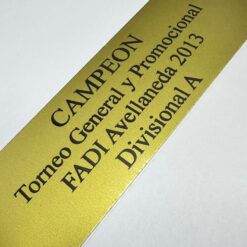 CAMPEON
Torneo General y Promocional
FADI Avellaneda 2013
Divisional A